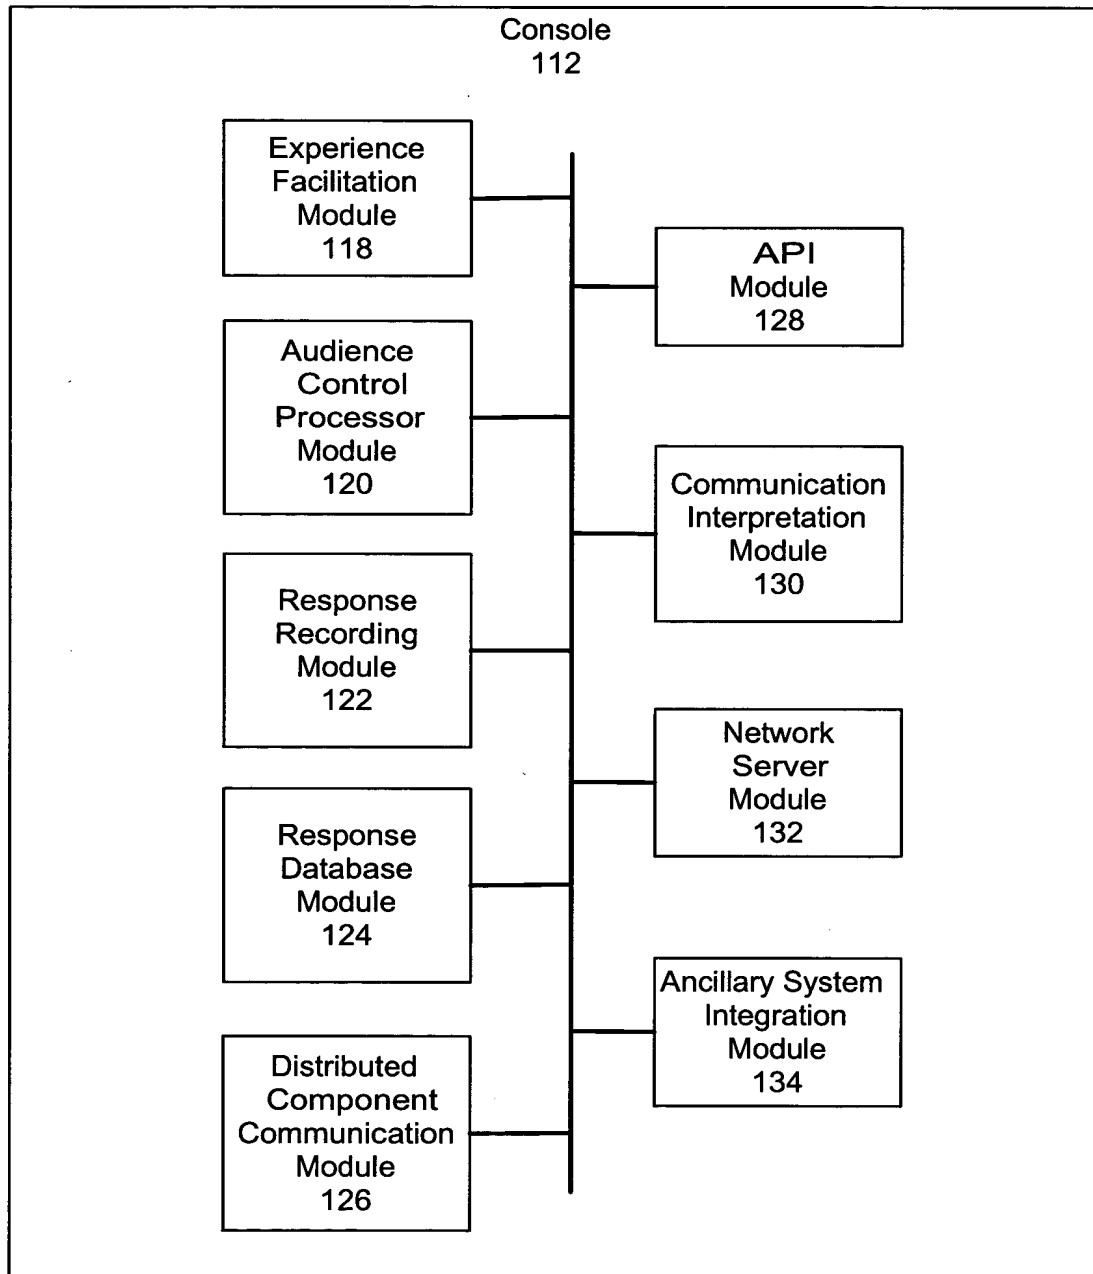 Console
112
Experience
Facilitation
Module
118
Audience
Control
Processor
Module
120
Response
Recording
Module
122
Response
Database
Module
124
Distributed
Component
Communication
Module
126
API
Module
128
Communication
Interpretation
Module
130
Network
Server
Module
132
Ancillary System
Integration
Module
134